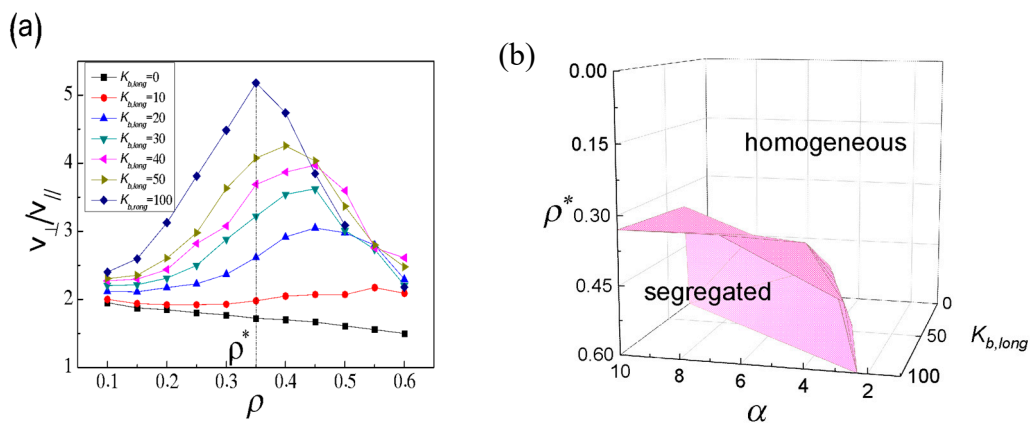 (a)
K_b,long=0
K_b,long=10
K_b,long=20
K_b,long=30
K_b,long=40
K_b,long=50
K_b,rong=100
5
4
3
2
1
v⊥/v//
ρ*
0.1 0.2 0.3 0.4 0.5 0.6
ρ
(b)
0.00
0.15
0.30
0.45
0.60
ρ*
homogeneous
segregated
10 8 6 4 2
α
0
50
100
K_b,long